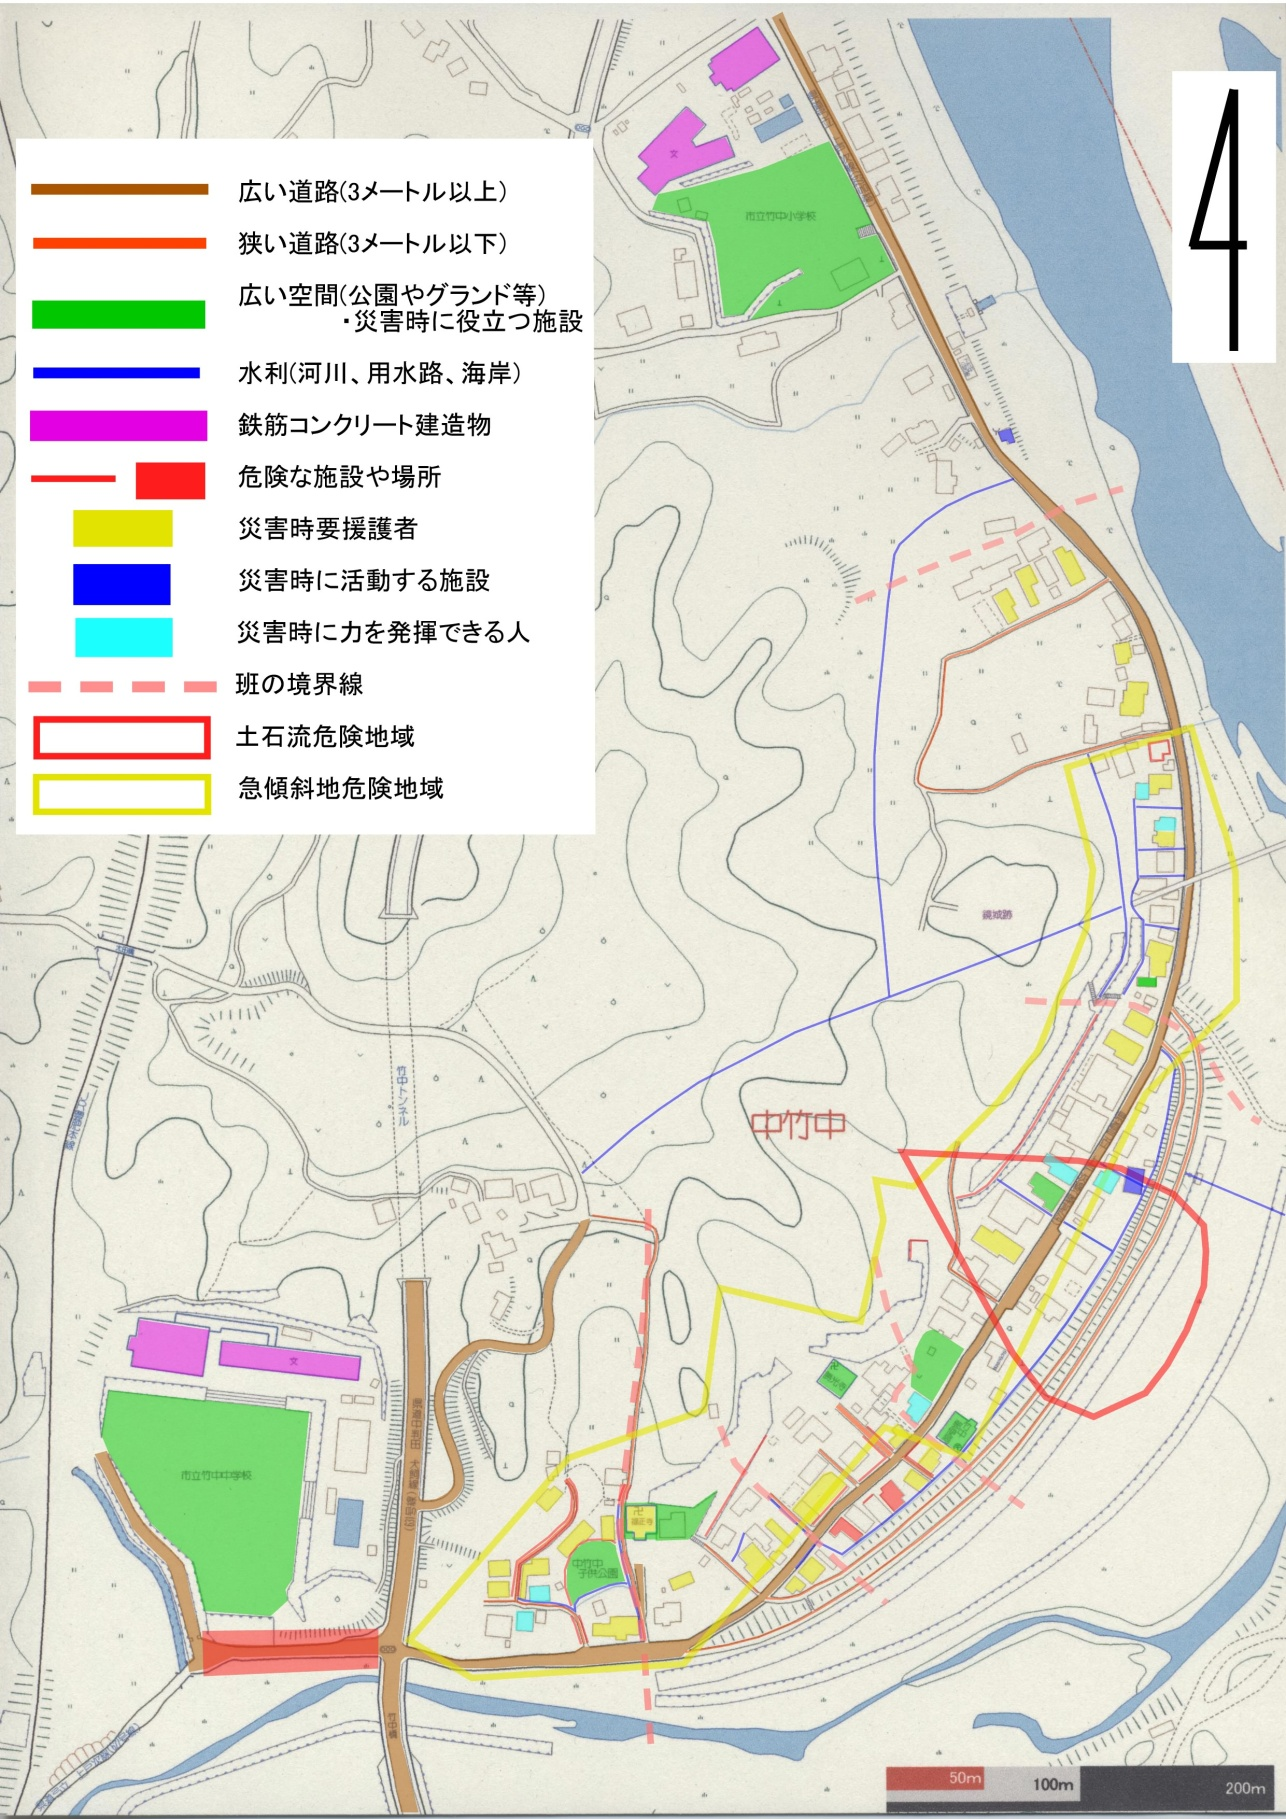 4
広い道路(3メートル以上)
狭い道路(3メートル以下)
広い空間(公園やグランド等)
・災害時に役立つ施設
水利(河川、用水路、海岸)
鉄筋コンクリート建造物
危険な施設や場所
災害時要援護者
災害時に活動する施設
災害時に力を発揮できる人
班の境界線
土石流危険地域
急傾斜地危険地域
市立竹中小学校
鏡城跡
竹中トンネル
中竹中
市立竹中中学校
中竹中
子供公園
50m
100m
200m